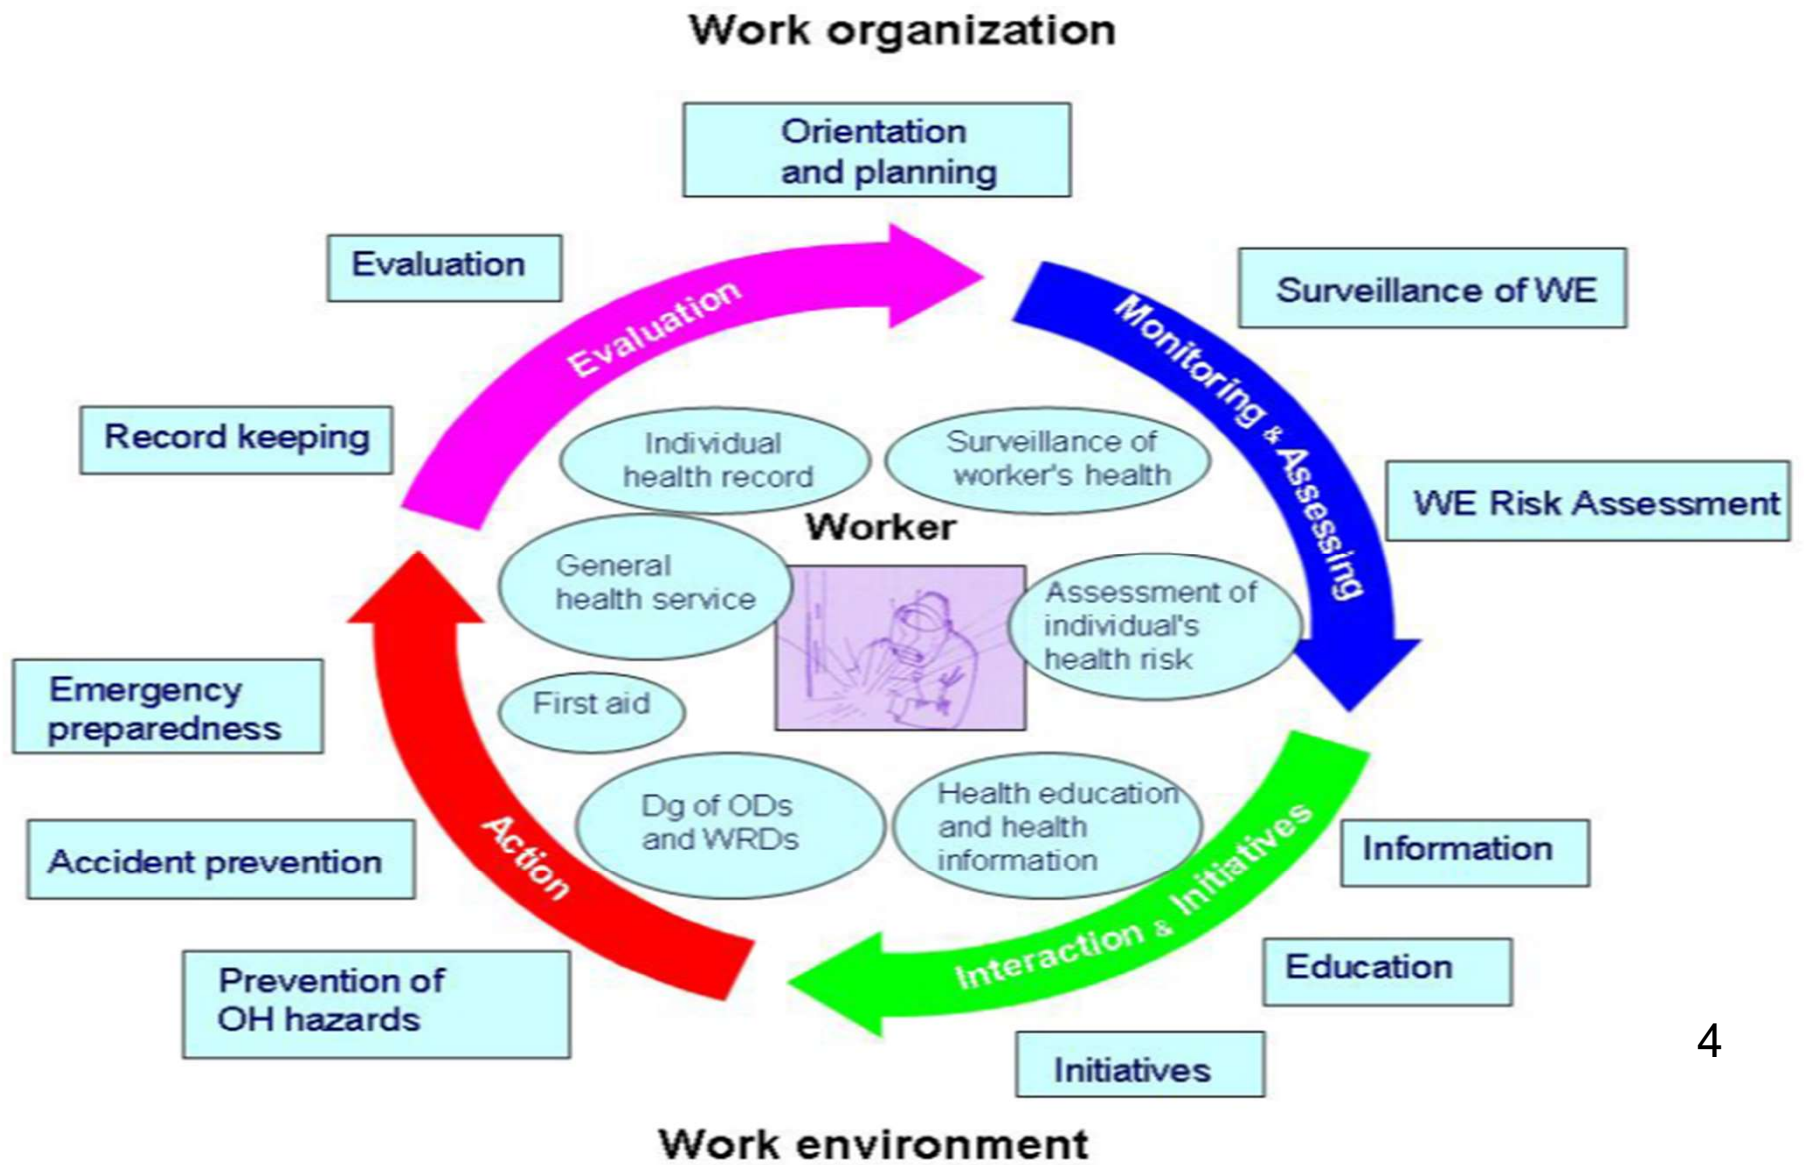 Work organization
Orientation
and planning
Evaluation
Surveillance of WE
Evaluation
Monitoring & Assessing
Record keeping
Individual
health record
Surveillance of
worker's health
WE Risk Assessment
Worker
General
health service
Assessment of
individual's
health risk
Emergency
preparedness
First aid
Dg of ODs
and WRDs
Health education
and health
information
Action
Interaction & Initiatives
Accident prevention
Information
Prevention of
OH hazards
Education
Initiatives
4
Work environment